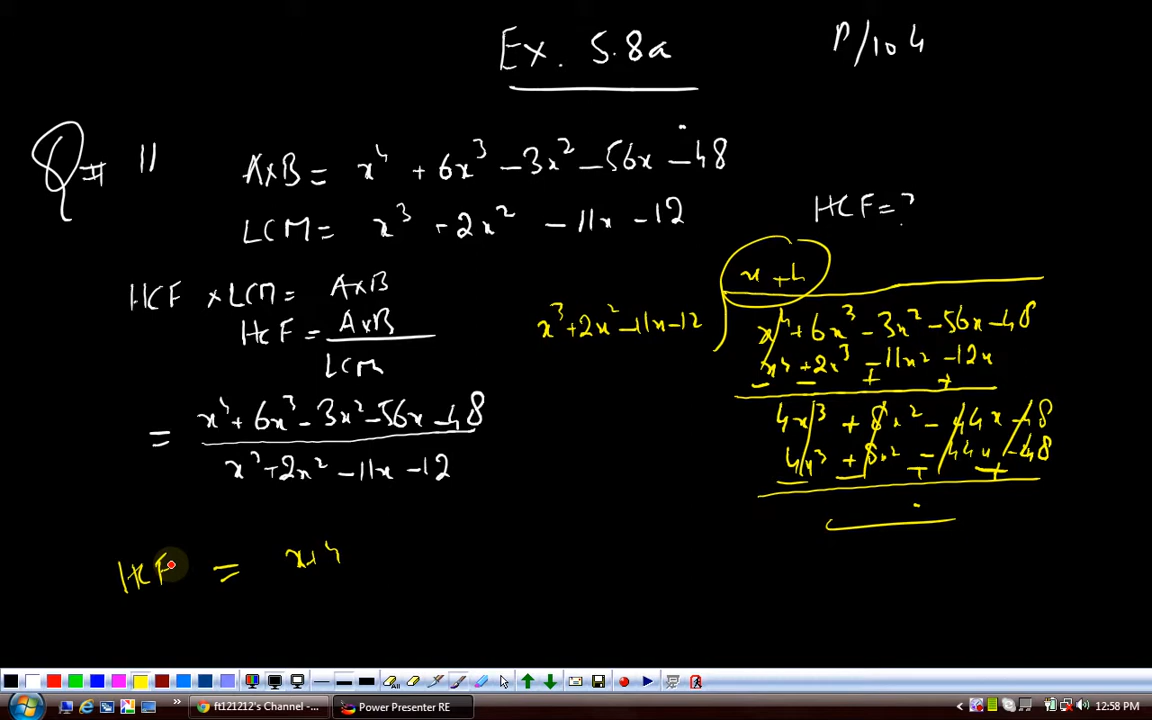 Ex. 5.8a
P/104
Q# 11
A×B = x⁴ + 6x³ - 3x² - 56x - 48
LCM = x³ + 2x² - 11x - 12
HCF = ?
HCF × LCM = A×B
HCF = A×B / LCM
= x⁴ + 6x³ - 3x² - 56x - 48 / x³ + 2x² - 11x - 12
x + 4
x³ + 2x² - 11x - 12
x⁴ + 6x³ - 3x² - 56x - 48
x⁴ + 2x³ - 11x² - 12x
- - + +
4x³ + 8x² - 44x - 48
4x³ + 8x² - 44x - 48
- - + +
HCF = x+4
ft121212's Channel - ...
Power Presenter RE
12:58 PM